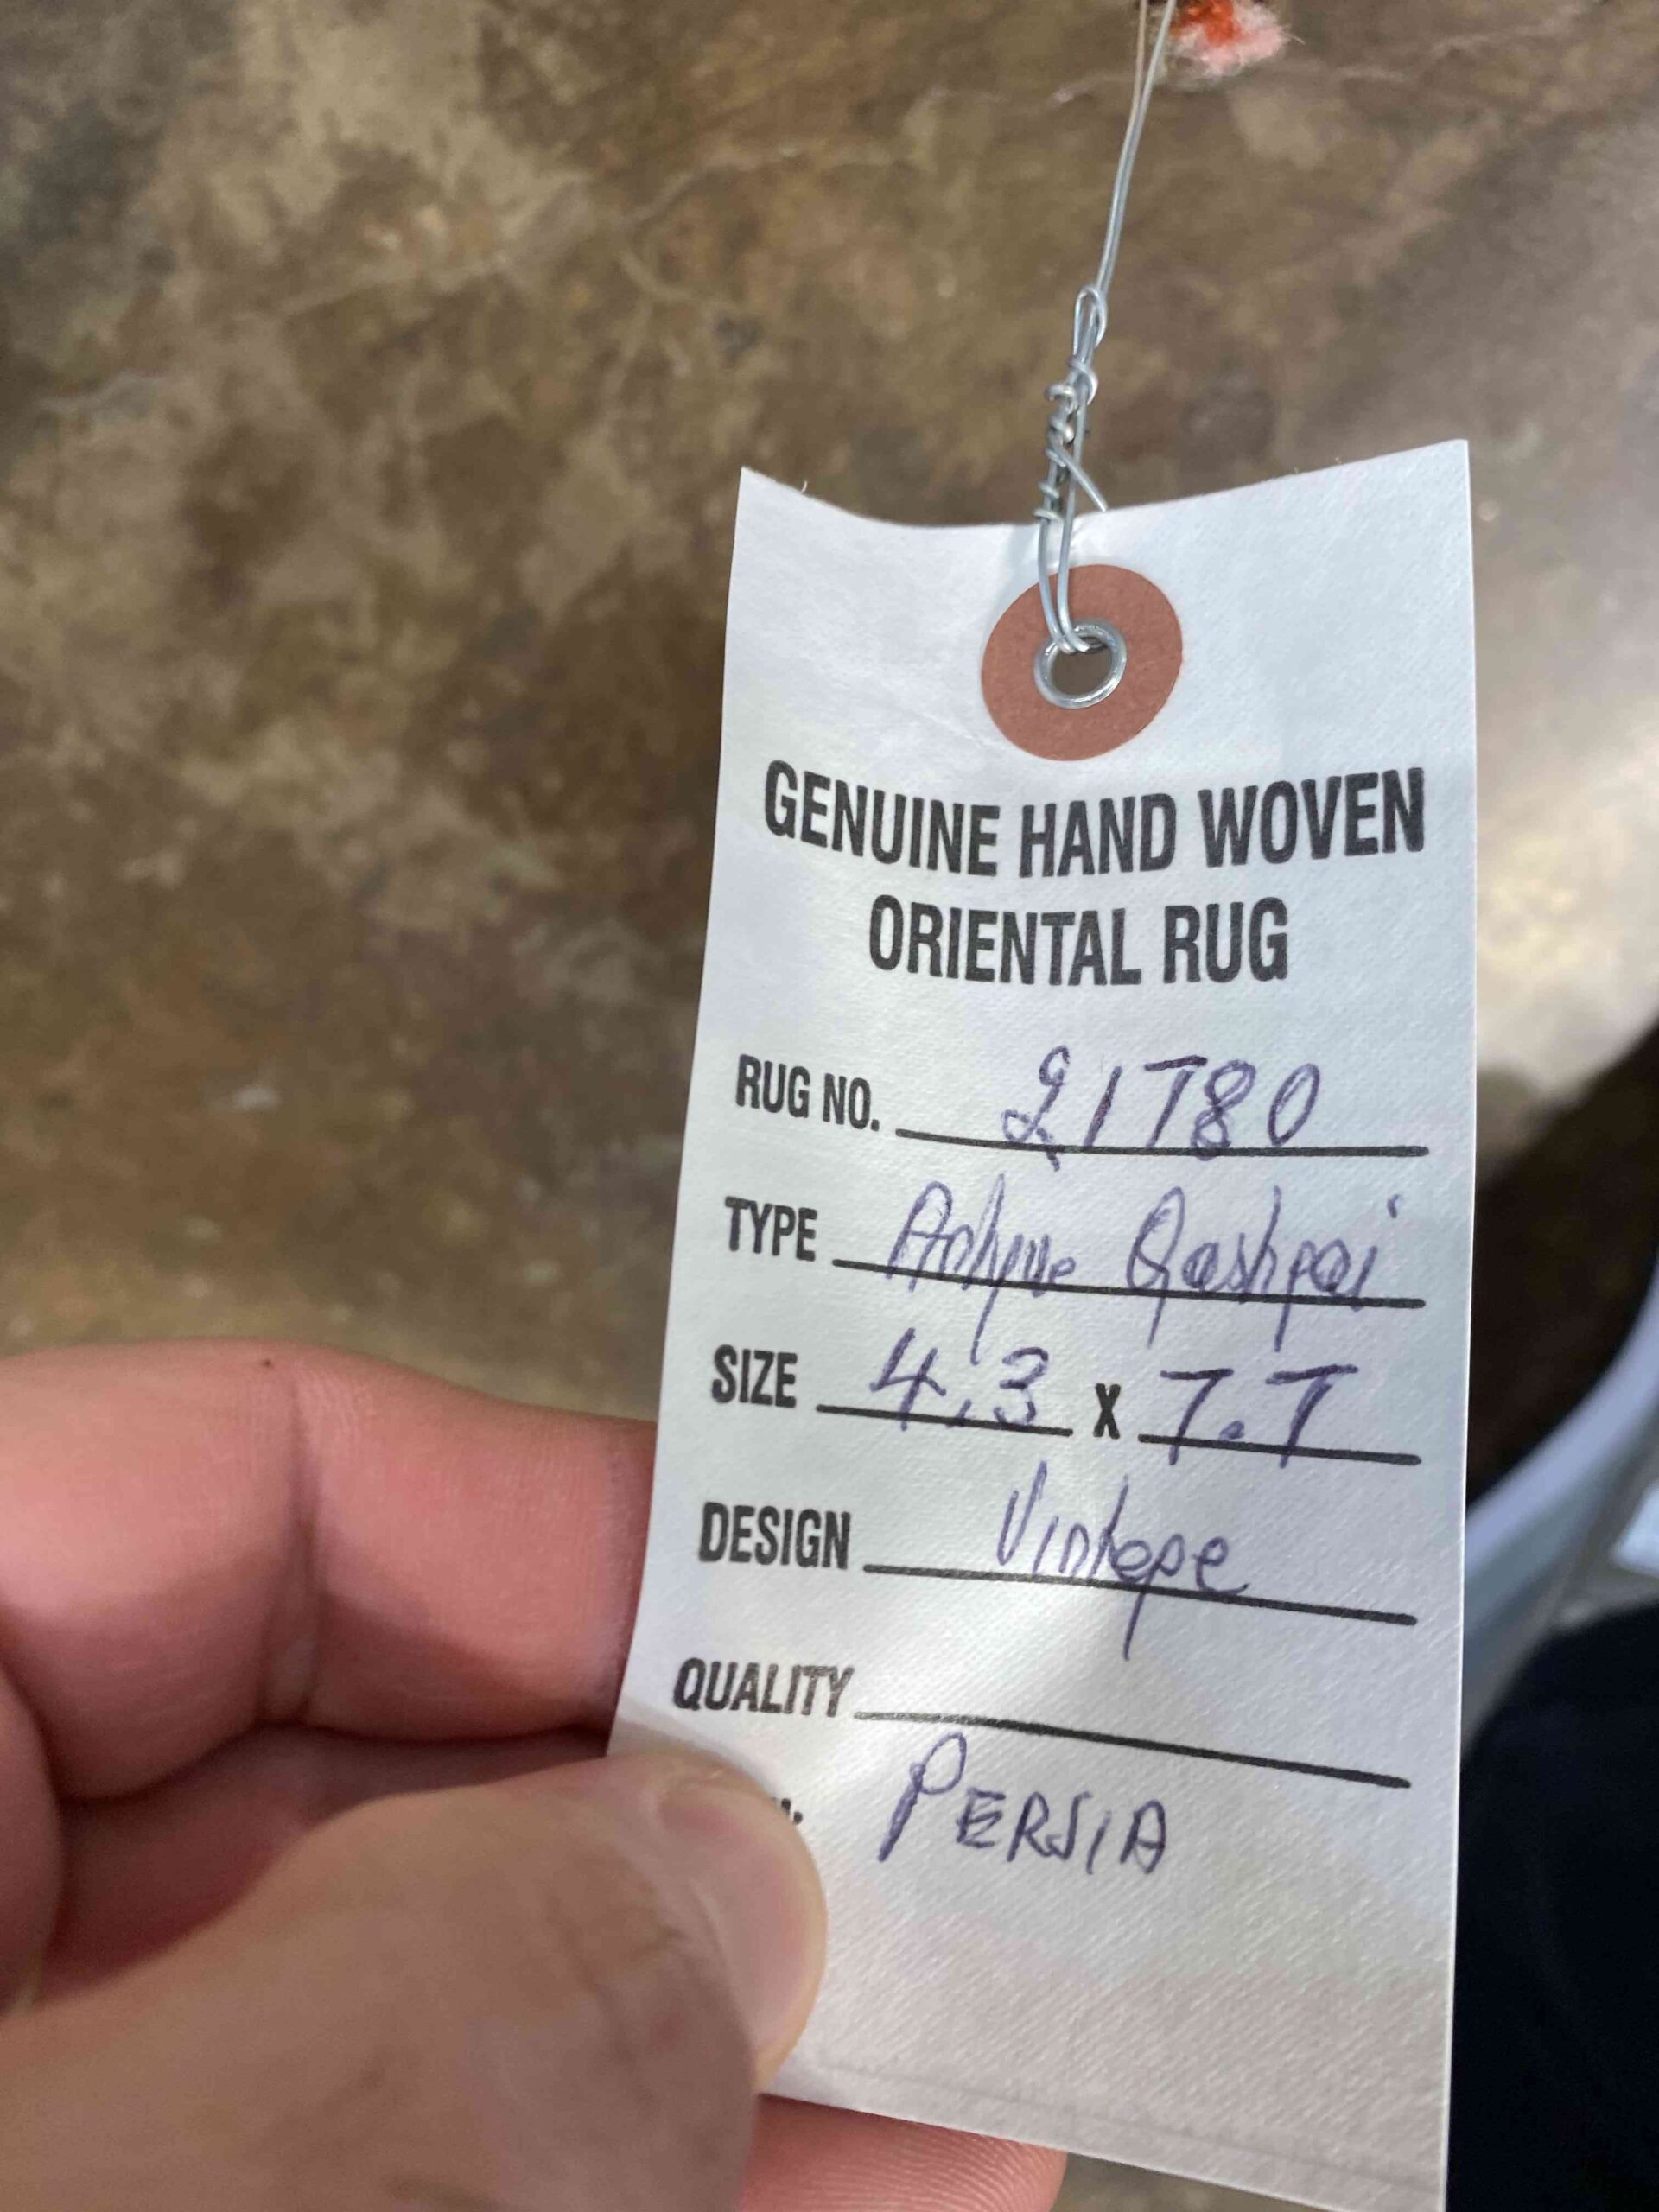 GENUINE HAND WOVEN
ORIENTAL RUG
RUG NO. 21780
TYPE Antique Qashqai
SIZE 4.3 X 7.7
DESIGN Vintage
QUALITY
PERSIA